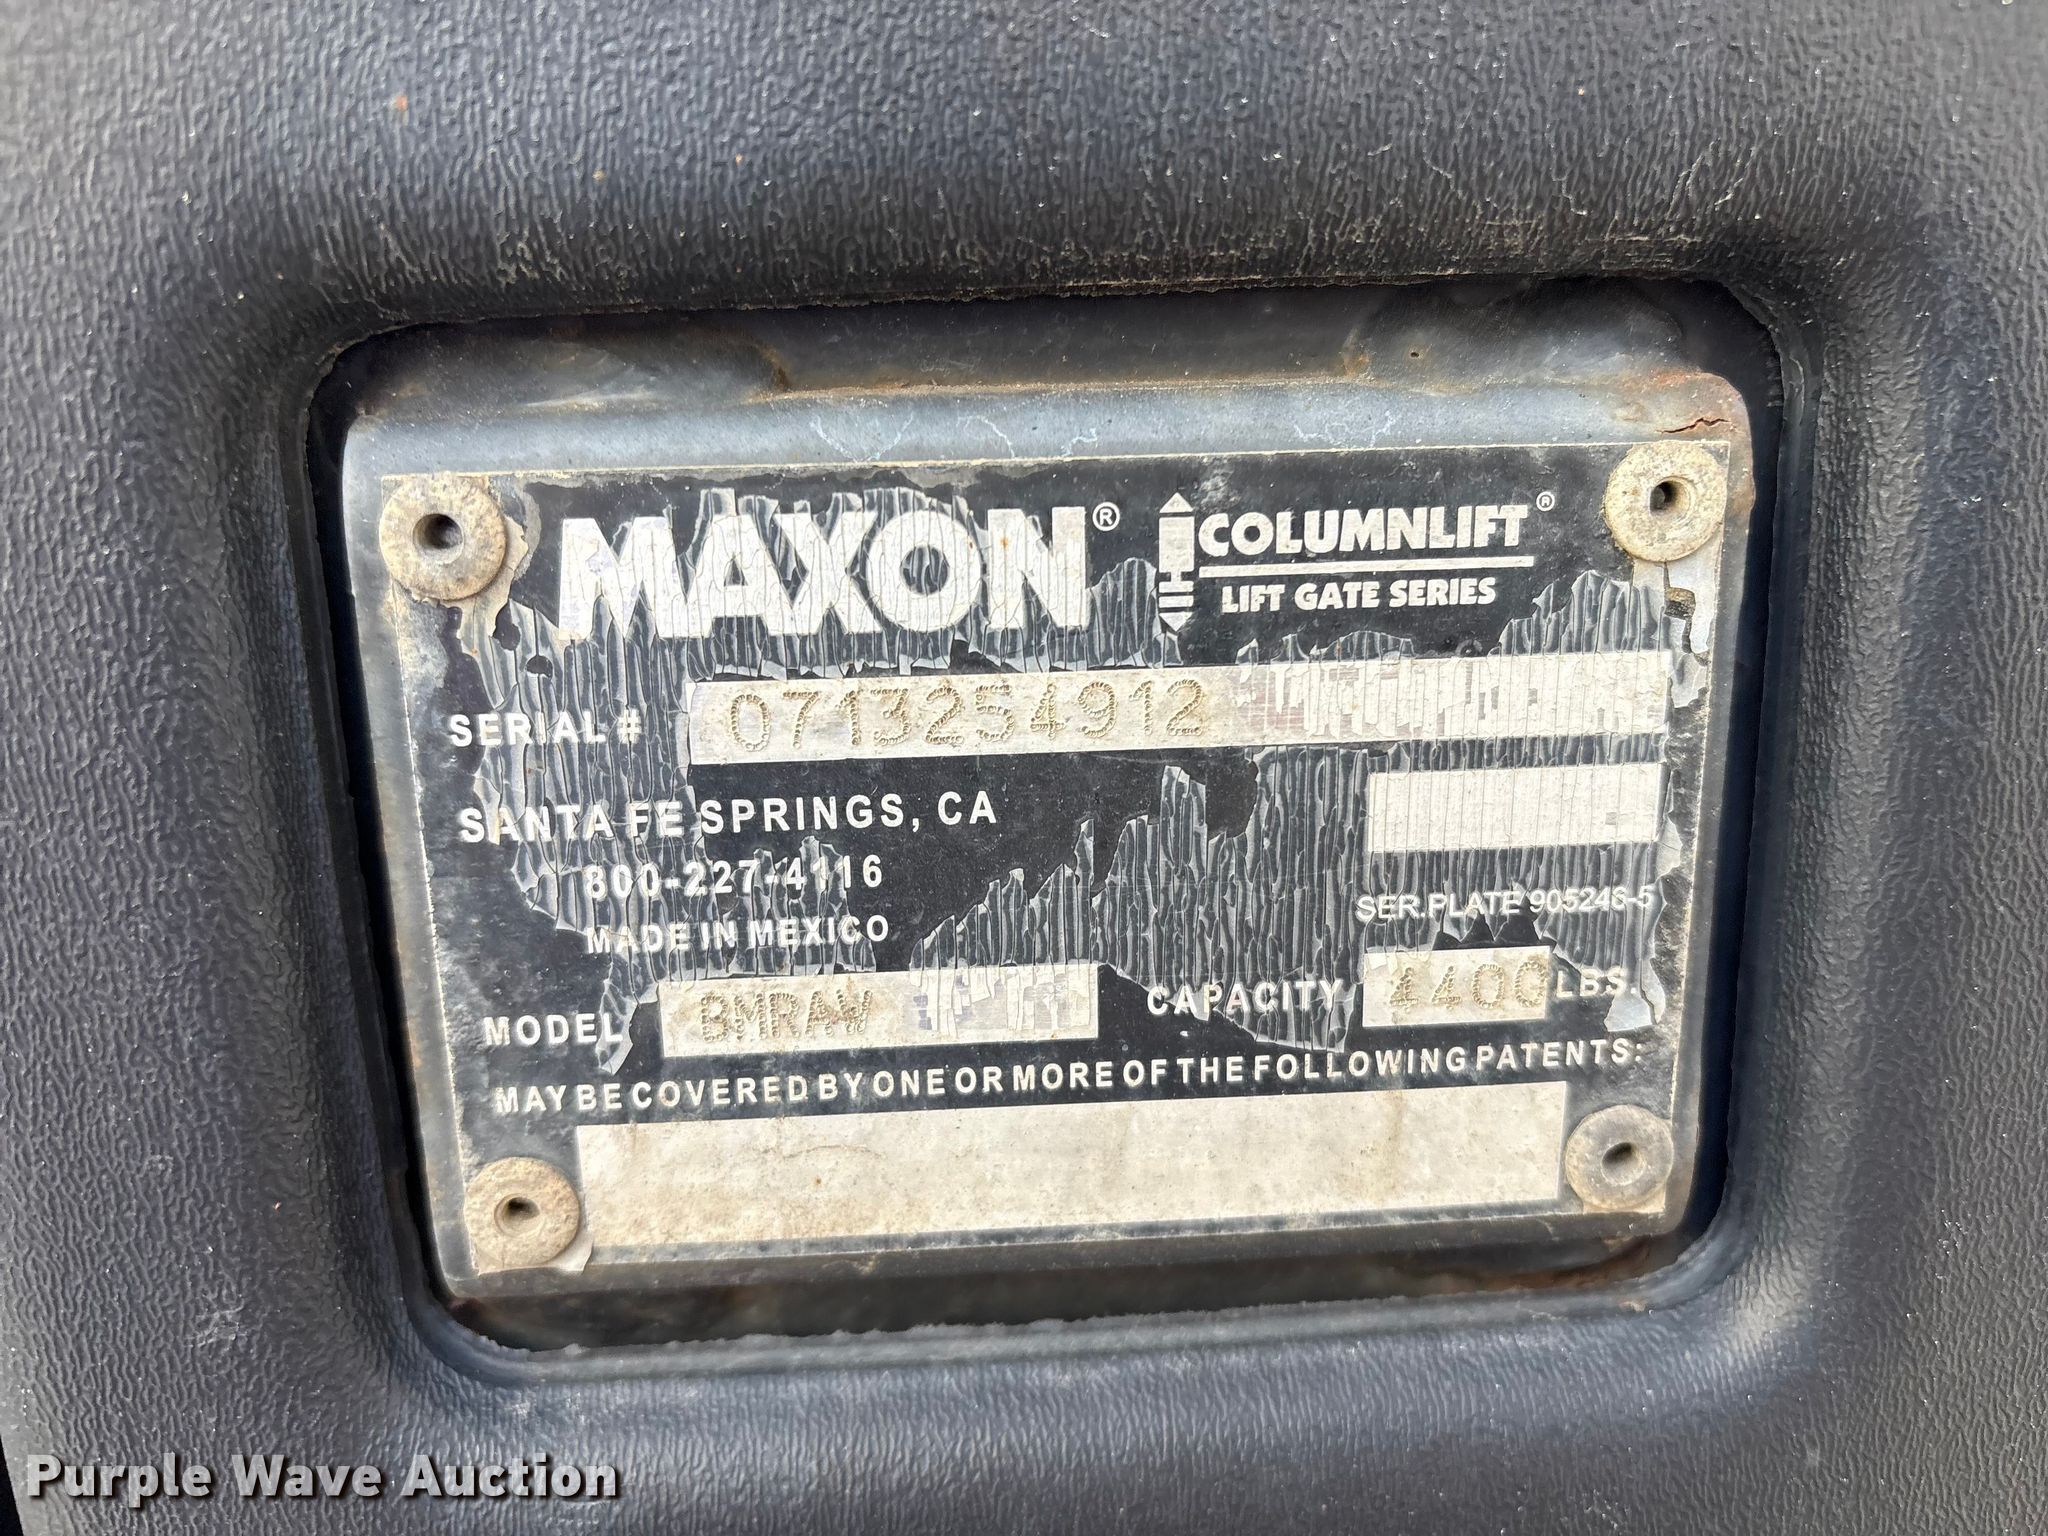 MAXON® COLUMNLIFT®
LIFT GATE SERIES
SERIAL # 0713254912
SANTA FE SPRINGS, CA
800-227-4116
MADE IN MEXICO
SER.PLATE 905246-5
MODEL BMRAW CAPACITY 4400 LBS.
MAY BE COVERED BY ONE OR MORE OF THE FOLLOWING PATENTS:
Purple Wave Auction